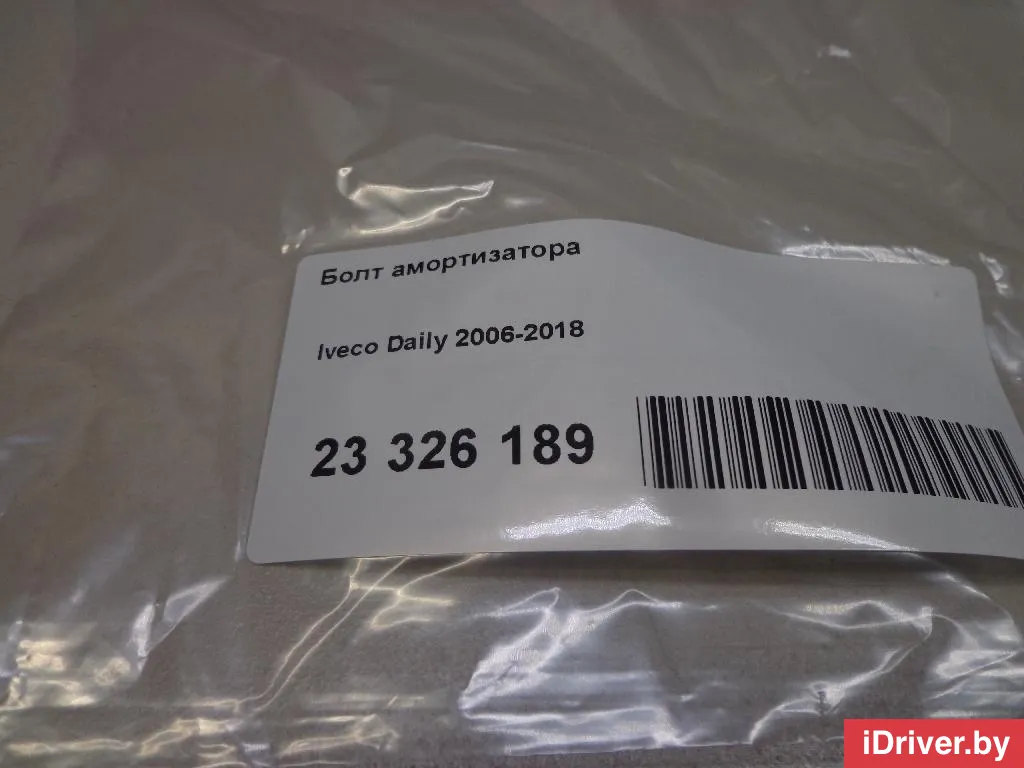 Болт амортизатора
Iveco Daily 2006-2018
23 326 189
iDriver.by